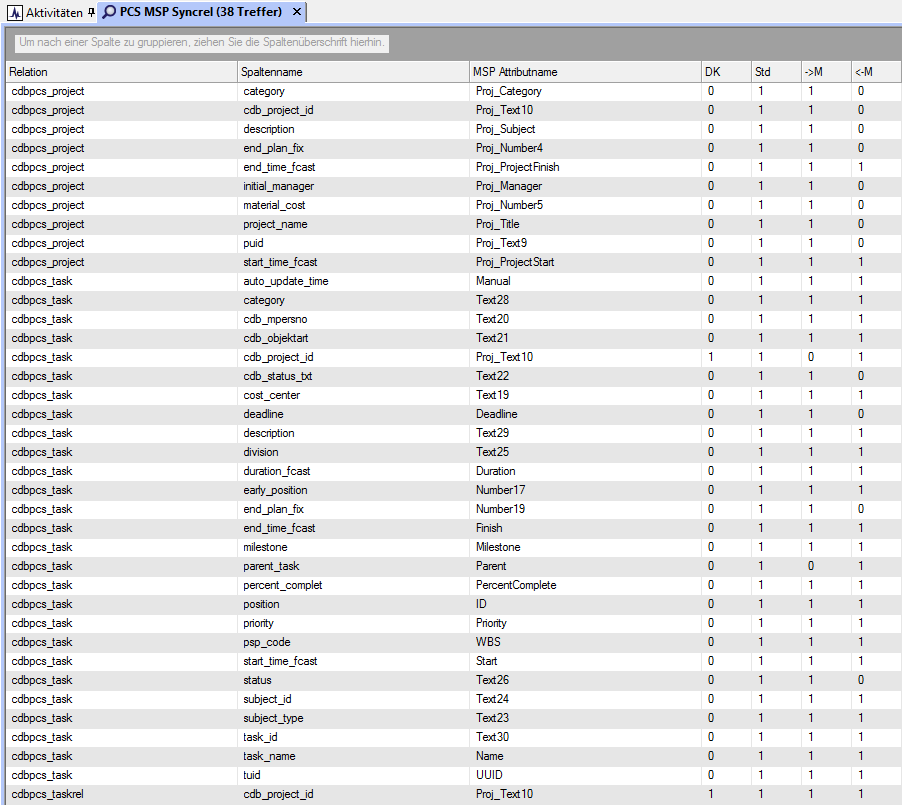 Aktivitäten PCS MSP Syncrel (38 Treffer)
Um nach einer Spalte zu gruppieren, ziehen Sie die Spaltenüberschrift hierhin.
Relation Spaltenname MSP Attributname DK Std ->M <-M
cdbpcs_project category Proj_Category 0 1 1 0
cdbpcs_project cdb_project_id Proj_Text10 0 1 1 0
cdbpcs_project description Proj_Subject 0 1 1 0
cdbpcs_project end_plan_fix Proj_Number4 0 1 1 0
cdbpcs_project end_time_fcast Proj_ProjectFinish 0 1 1 1
cdbpcs_project initial_manager Proj_Manager 0 1 1 0
cdbpcs_project material_cost Proj_Number5 0 1 1 0
cdbpcs_project project_name Proj_Title 0 1 1 0
cdbpcs_project puid Proj_Text9 0 1 1 0
cdbpcs_project start_time_fcast Proj_ProjectStart 0 1 1 1
cdbpcs_task auto_update_time Manual 0 1 1 1
cdbpcs_task category Text28 0 1 1 1
cdbpcs_task cdb_mpersno Text20 0 1 1 1
cdbpcs_task cdb_objektart Text21 0 1 1 1
cdbpcs_task cdb_project_id Proj_Text10 1 1 0 1
cdbpcs_task cdb_status_txt Text22 0 1 1 0
cdbpcs_task cost_center Text19 0 1 1 1
cdbpcs_task deadline Deadline 0 1 1 0
cdbpcs_task description Text29 0 1 1 1
cdbpcs_task division Text25 0 1 1 1
cdbpcs_task duration_fcast Duration 0 1 1 1
cdbpcs_task early_position Number17 0 1 1 1
cdbpcs_task end_plan_fix Number19 0 1 1 0
cdbpcs_task end_time_fcast Finish 0 1 1 1
cdbpcs_task milestone Milestone 0 1 1 1
cdbpcs_task parent_task Parent 0 1 0 1
cdbpcs_task percent_complet PercentComplete 0 1 1 1
cdbpcs_task position ID 0 1 1 1
cdbpcs_task priority Priority 0 1 1 1
cdbpcs_task psp_code WBS 0 1 1 1
cdbpcs_task start_time_fcast Start 0 1 1 1
cdbpcs_task status Text26 0 1 1 0
cdbpcs_task subject_id Text24 0 1 1 1
cdbpcs_task subject_type Text23 0 1 1 1
cdbpcs_task task_id Text30 0 1 1 1
cdbpcs_task task_name Name 0 1 1 1
cdbpcs_task tuid UUID 0 1 1 1
cdbpcs_taskrel cdb_project_id Proj_Text10 1 1 1 1